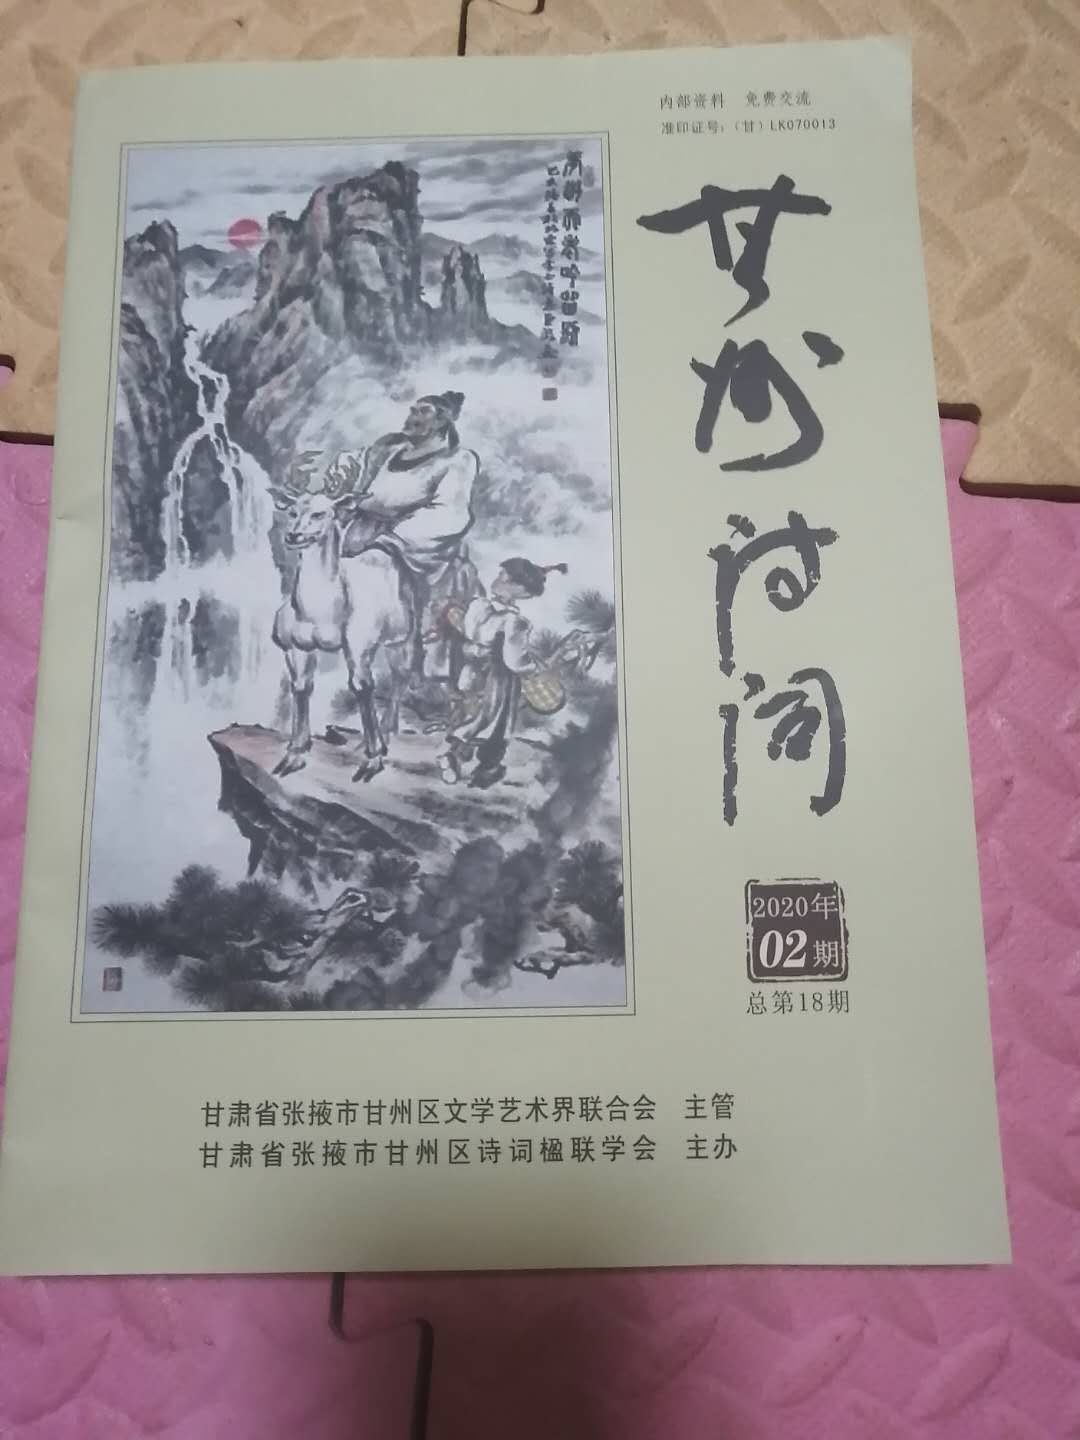 内部资料 免费交流
准印证号:（甘）LK070013
甘州诗词
2020年
02期
总第18期
甘肃省张掖市甘州区文学艺术界联合会 主管
甘肃省张掖市甘州区诗词楹联学会 主办